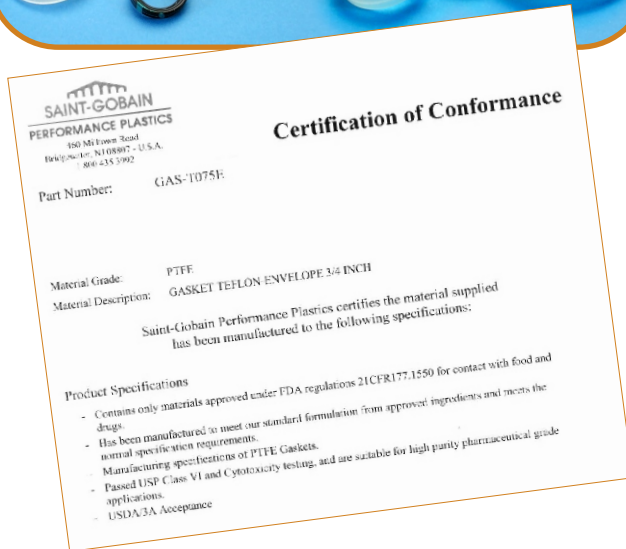 SAINT-GOBAIN
PERFORMANCE PLASTICS
Road
NJ 08807 - U.S.A.
Certification of Conformance
Part Number: GAS-T075E
Material Grade: PTFE
Material Description: GASKET TEFLON ENVELOPE 3/4 INCH
Saint-Gobain Performance Plastics certifies the material supplied
has been manufactured to the following specifications:
Product Specifications
- Contains only materials approved under FDA regulations 21CFR177.1550 for contact with food and
drugs.
- Has been manufactured to meet our standard formulation from approved ingredients and meets the
normal specification requirements.
- Manufacturing specifications of PTFE Gaskets.
- Passed USP Class VI and Cytotoxicity testing, and are suitable for high purity pharmaceutical grade
applications.
- USDA/3A Acceptance